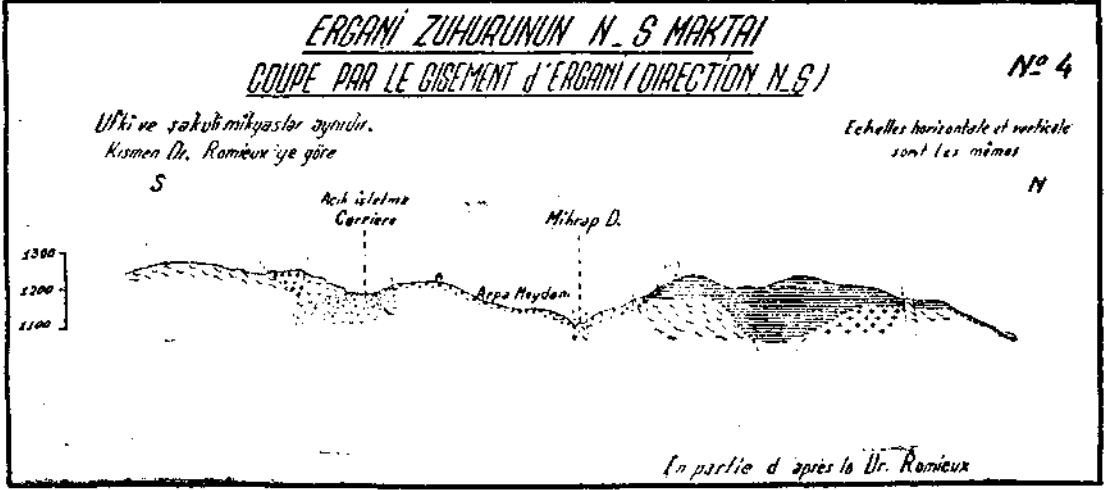 ERGANİ ZUHURUNUN N_S MAKTAI
COUPE PAR LE GISEMENT d'ERGANİ (DIRECTION N_S)
Nº 4
Ufki ve şakuli mikyaslar aynıdır.
Kısmen Dr. Romieux'ye göre
Echelles horizontale et verticale
sont les mêmes
S
N
Açık işletme
Carriere
Mihrap D.
1300
1200
1100
Arpa Meydan
En partie d'après le Dr. Romieux